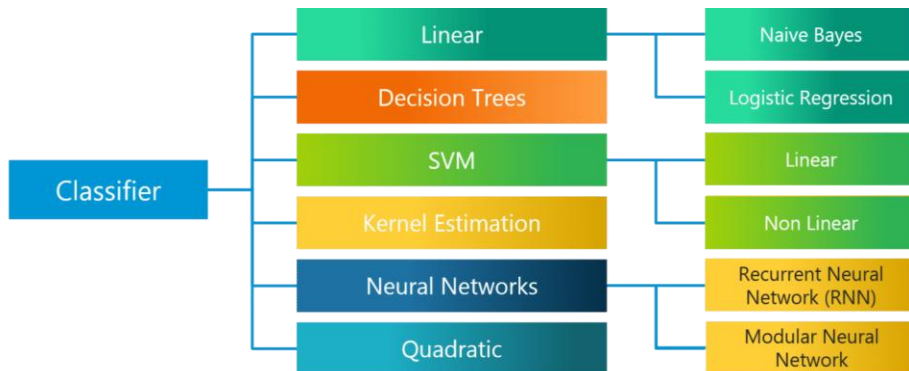 Classifier
Linear
Decision Trees
SVM
Kernel Estimation
Neural Networks
Quadratic
Naive Bayes
Logistic Regression
Linear
Non Linear
Recurrent Neural
Network (RNN)
Modular Neural
Network